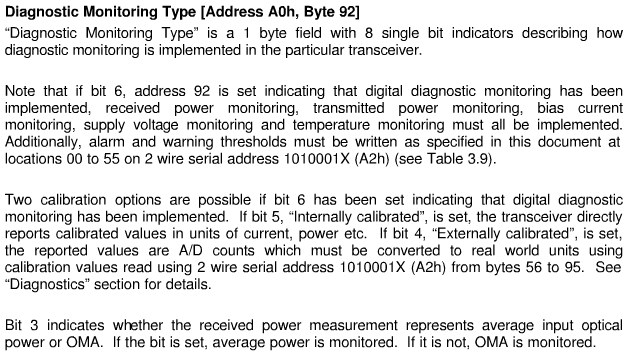 Diagnostic Monitoring Type [Address A0h, Byte 92]
“Diagnostic Monitoring Type” is a 1 byte field with 8 single bit indicators describing how
diagnostic monitoring is implemented in the particular transceiver.
Note that if bit 6, address 92 is set indicating that digital diagnostic monitoring has been
implemented, received power monitoring, transmitted power monitoring, bias current
monitoring, supply voltage monitoring and temperature monitoring must all be implemented.
Additionally, alarm and warning thresholds must be written as specified in this document at
locations 00 to 55 on 2 wire serial address 1010001X (A2h) (see Table 3.9).
Two calibration options are possible if bit 6 has been set indicating that digital diagnostic
monitoring has been implemented. If bit 5, “Internally calibrated”, is set, the transceiver directly
reports calibrated values in units of current, power etc. If bit 4, “Externally calibrated”, is set,
the reported values are A/D counts which must be converted to real world units using
calibration values read using 2 wire serial address 1010001X (A2h) from bytes 56 to 95. See
“Diagnostics” section for details.
Bit 3 indicates whether the received power measurement represents average input optical
power or OMA. If the bit is set, average power is monitored. If it is not, OMA is monitored.